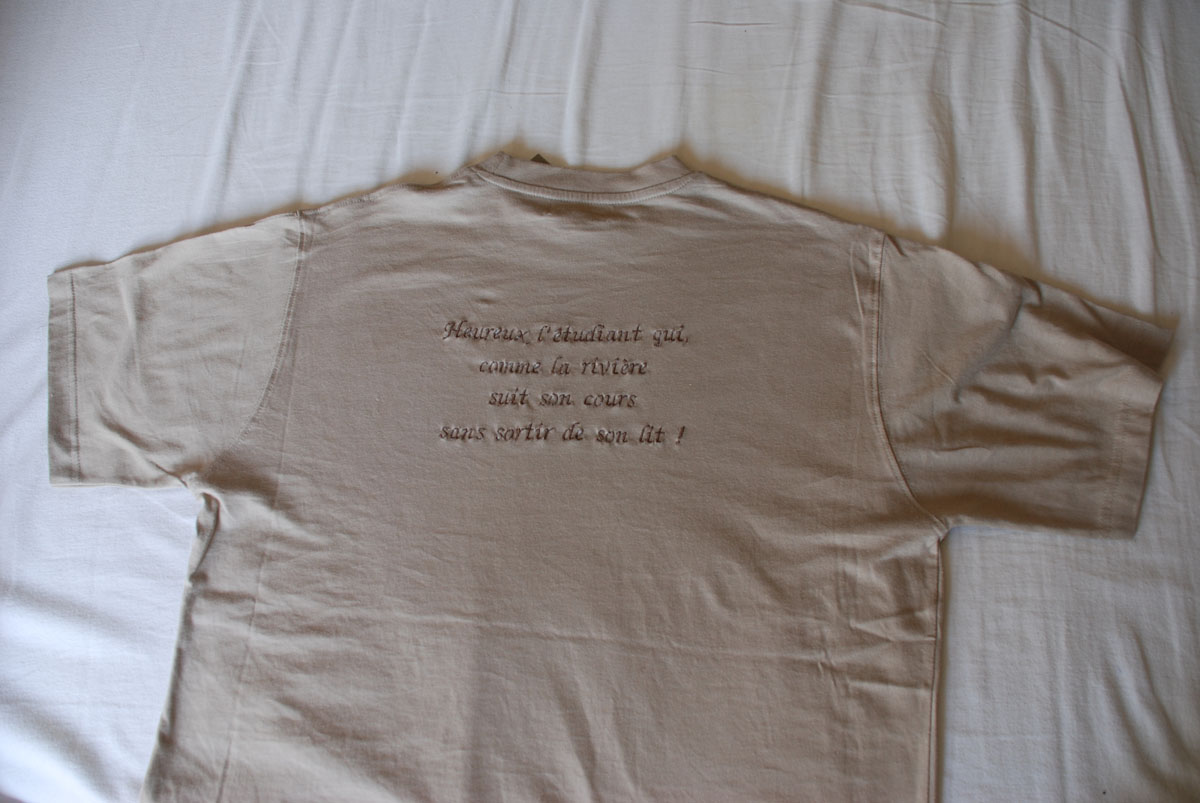 Heureux l'étudiant qui,
comme la rivière
suit son cours
sans sortir de son lit !